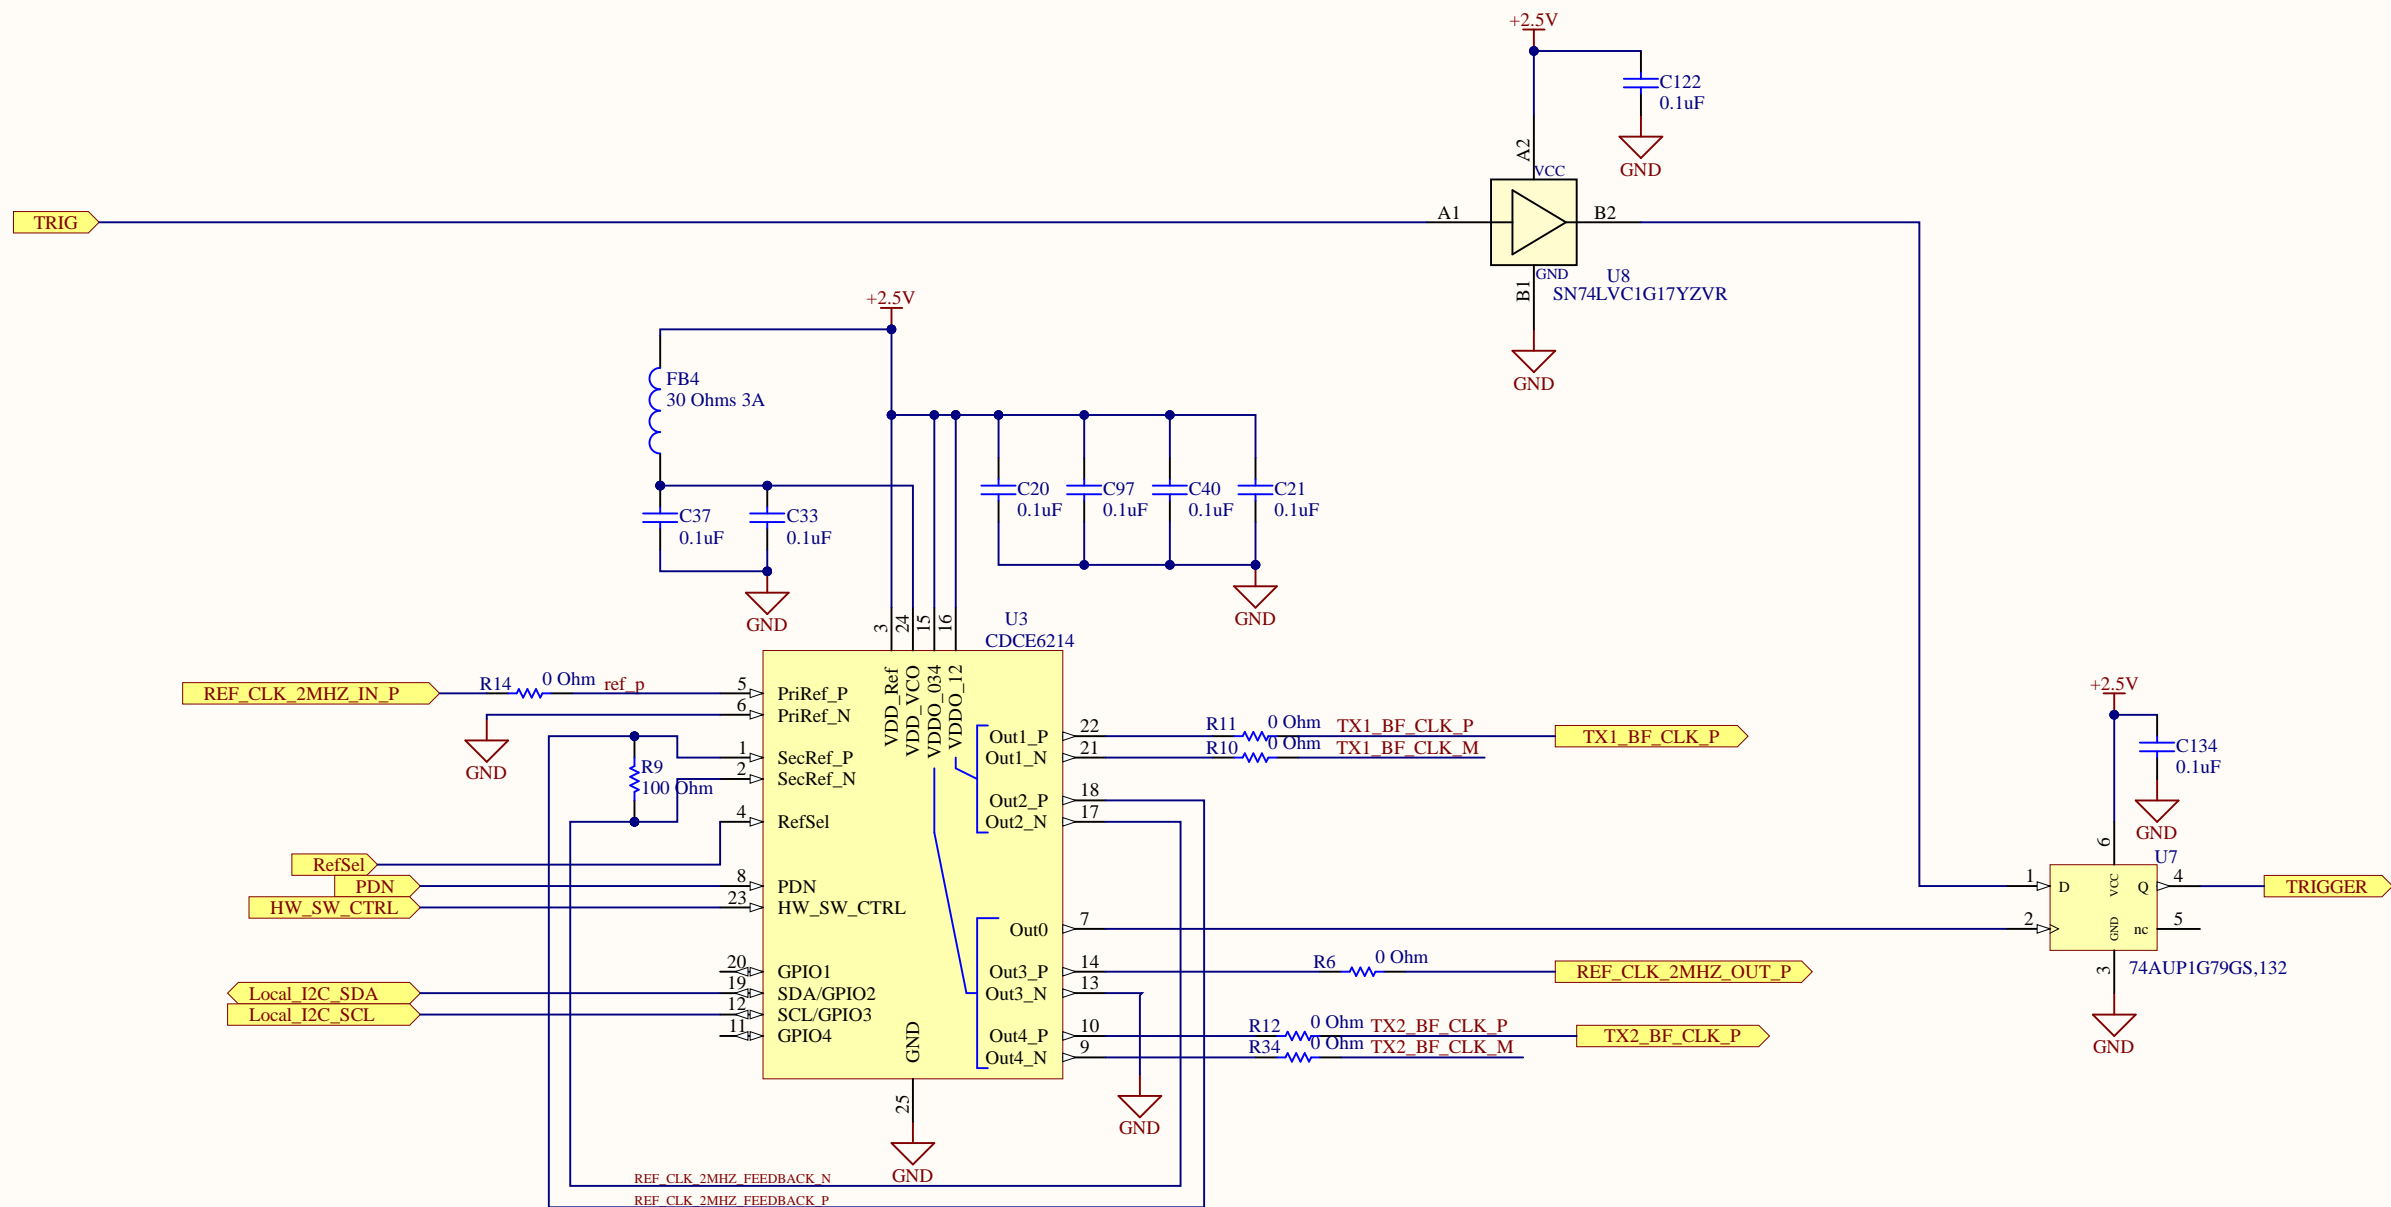 +2.5V
C122
0.1uF
GND
A2
VCC
TRIG
A1
B2
GND
B1
U8
SN74LVC1G17YZVR
GND
+2.5V
FB4
30 Ohms 3A
C37
0.1uF
C33
0.1uF
GND
C20
0.1uF
C97
0.1uF
C40
0.1uF
C21
0.1uF
GND
3
24
15
16
U3
CDCE6214
VDD_Ref
VDD_VCO
VDDO_034
VDDO_12
REF_CLK_2MHZ_IN_P
R14
0 Ohm
ref_p
5
PriRef_P
6
PriRef_N
GND
1
SecRef_P
2
SecRef_N
R9
100 Ohm
4
RefSel
RefSel
PDN
8
PDN
HW_SW_CTRL
23
HW_SW_CTRL
20
GPIO1
Local_I2C_SDA
19
SDA/GPIO2
Local_I2C_SCL
12
SCL/GPIO3
11
GPIO4
GND
25
GND
Out1_P
22
R11
0 Ohm
TX1_BF_CLK_P
TX1_BF_CLK_P
Out1_N
21
R10
0 Ohm
TX1_BF_CLK_M
Out2_P
18
Out2_N
17
Out0
7
Out3_P
14
R6
0 Ohm
REF_CLK_2MHZ_OUT_P
Out3_N
13
Out4_P
10
R12
0 Ohm
TX2_BF_CLK_P
TX2_BF_CLK_P
Out4_N
9
R34
0 Ohm
TX2_BF_CLK_M
GND
REF_CLK_2MHZ_FEEDBACK_N
REF_CLK_2MHZ_FEEDBACK_P
+2.5V
C134
0.1uF
GND
6
U7
1
D
VCC
Q
4
TRIGGER
2
GND
nc
5
3
74AUP1G79GS,132
GND